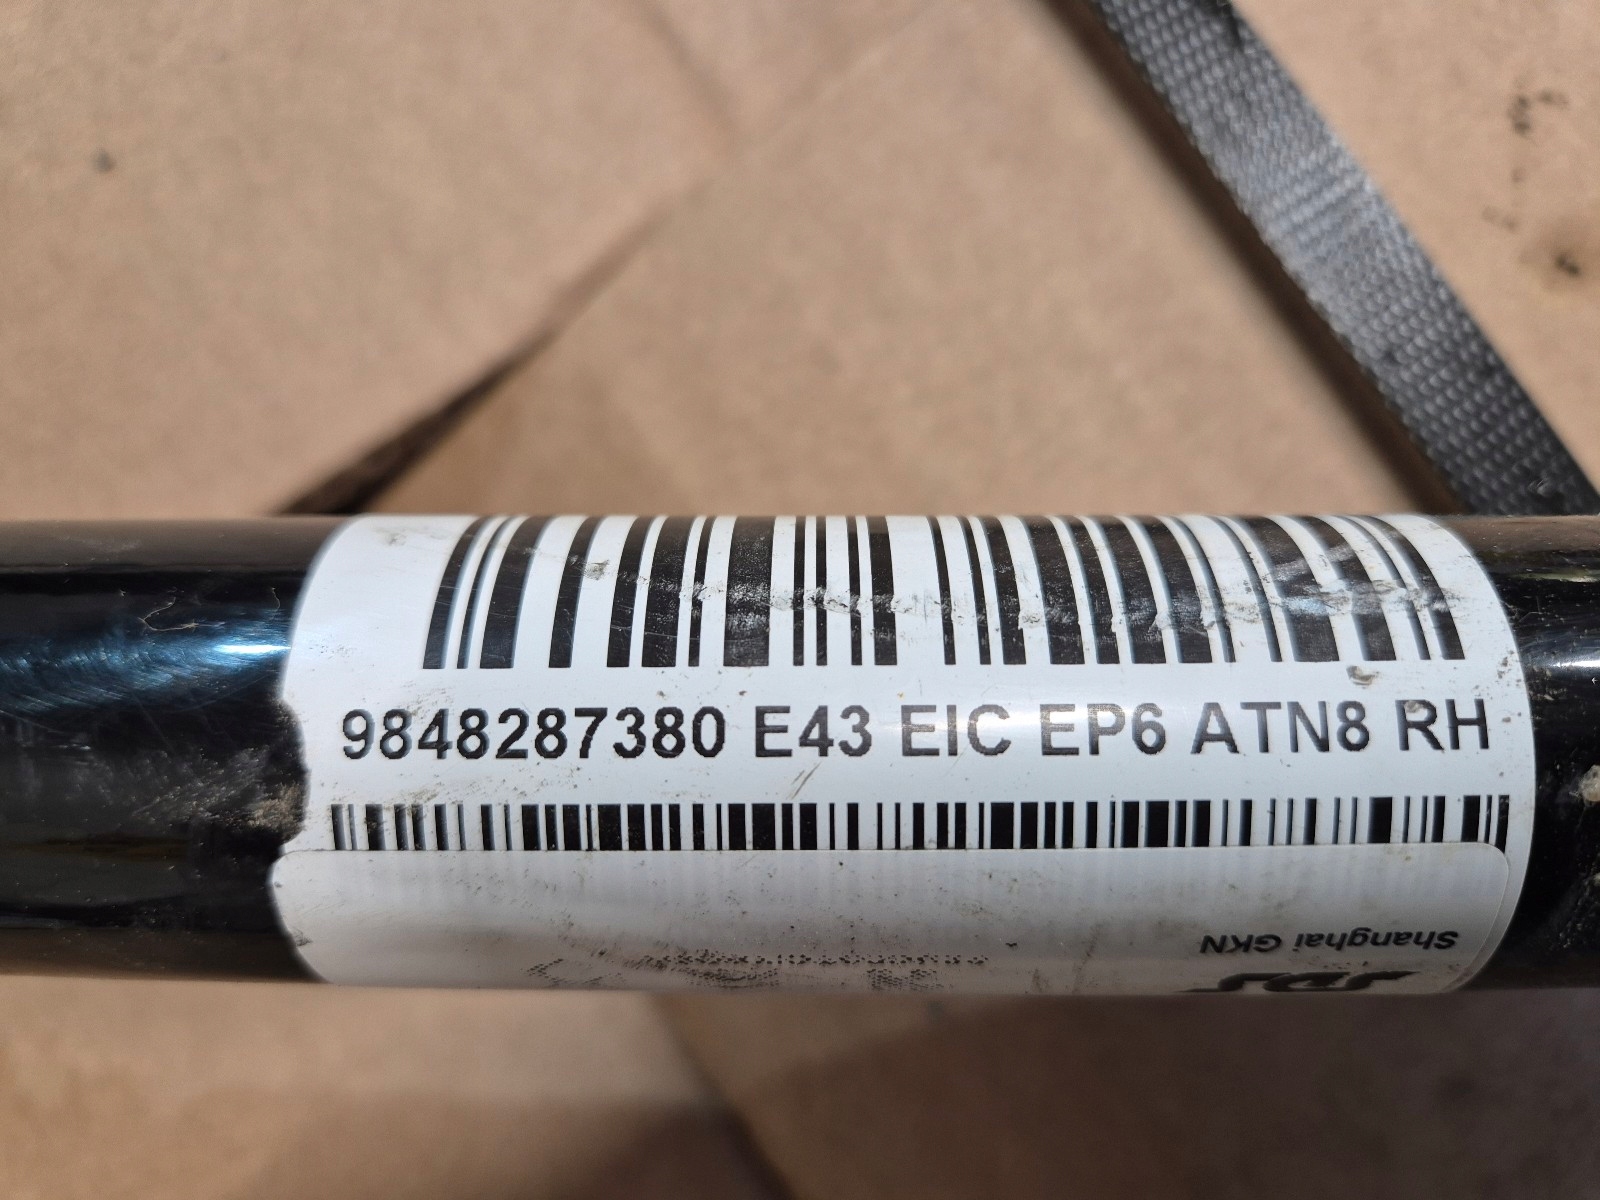 9848287380 E43 EIC EP6 ATN8 RH
Shanghai GKN